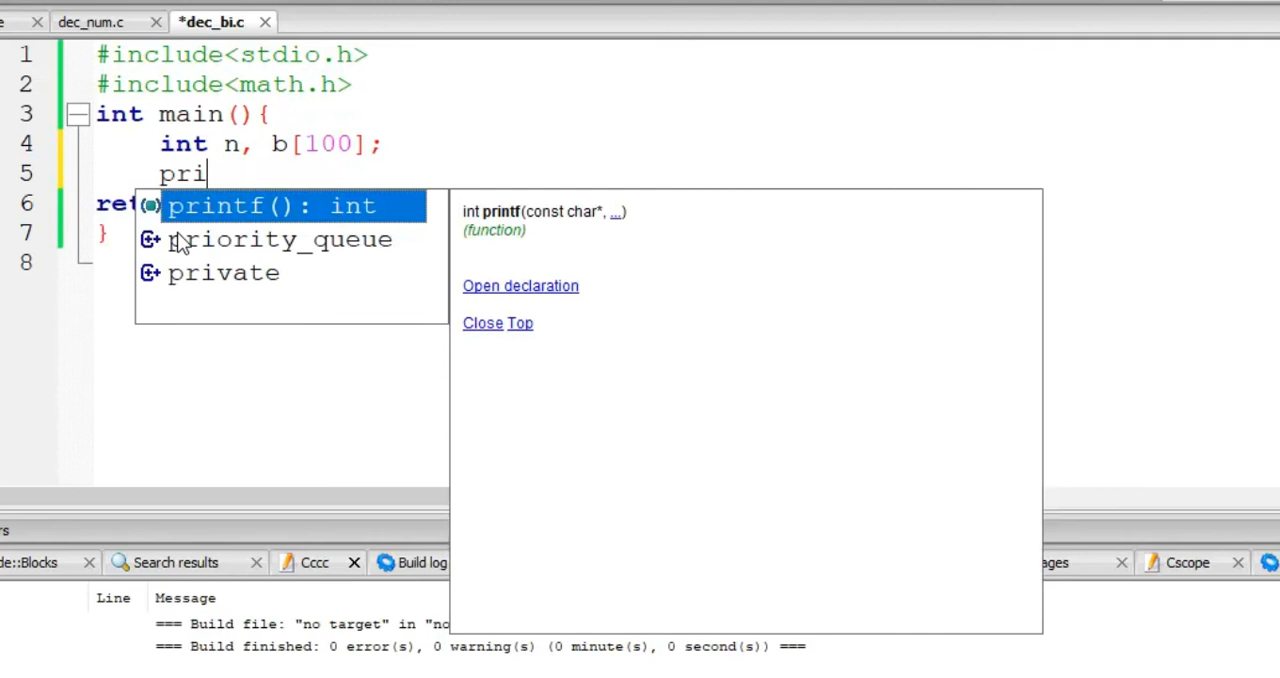 e
dec_num.c
*dec_bi.c
1 #include<stdio.h>
2 #include<math.h>
3 int main(){
4 int n, b[100];
5 pri
6 ret
7 }
8
printf(): int
priority_queue
private
int printf(const char*, ...)
(function)
Open declaration
Close Top
rs
de::Blocks
Search results
Cccc
Build log
ages
Cscope
Line Message
=== Build file: "no target" in "no
=== Build finished: 0 error(s), 0 warning(s) (0 minute(s), 0 second(s)) ===